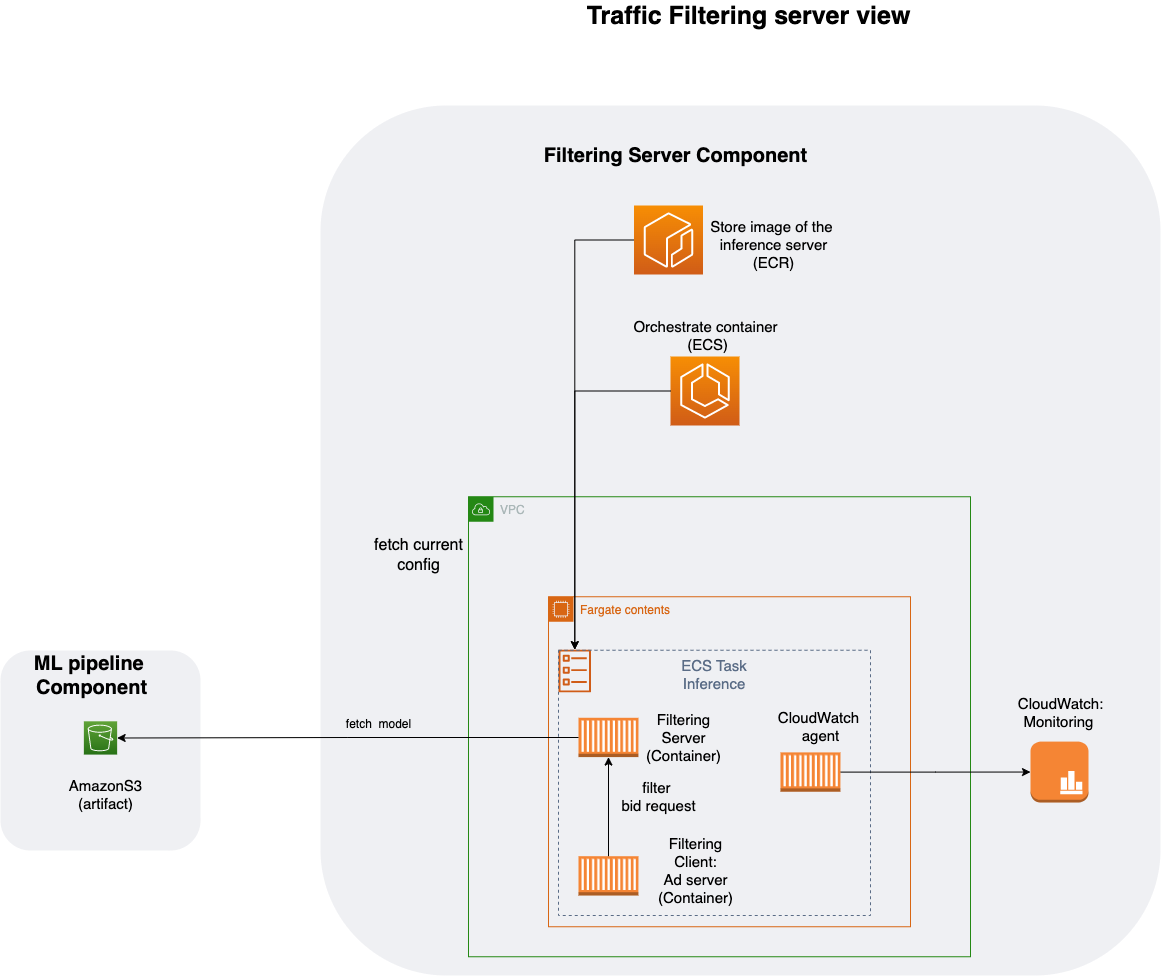 Traffic Filtering server view
Filtering Server Component
Store image of the
inference server
(ECR)
Orchestrate container
(ECS)
VPC
fetch current
config
Fargate contents
ML pipeline
Component
AmazonS3
(artifact)
fetch model
ECS Task
Inference
Filtering
Server
(Container)
CloudWatch
agent
filter
bid request
Filtering
Client:
Ad server
(Container)
CloudWatch:
Monitoring